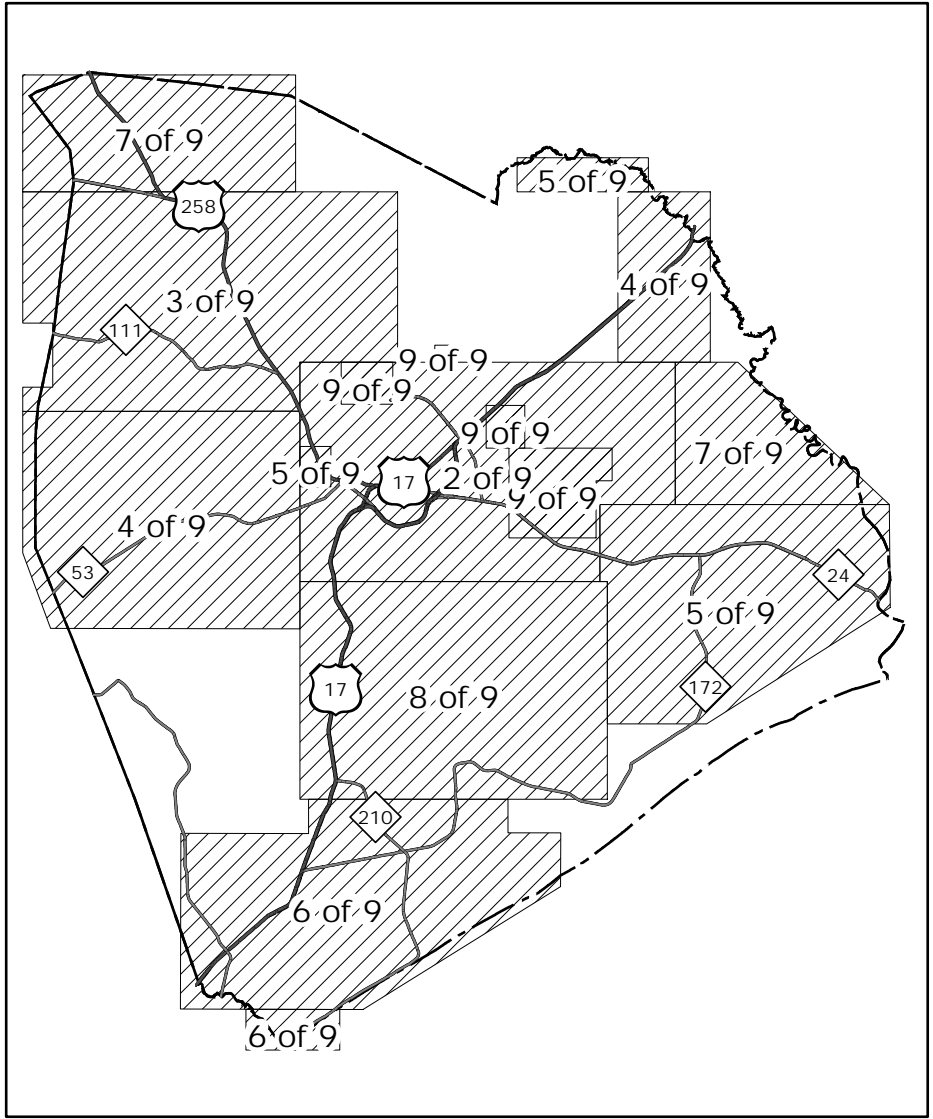 7 of 9
5 of 9
258
4 of 9
3 of 9
111
9 of 9
9 of 9
9 of 9
7 of 9
5 of 9
17
2 of 9
9 of 9
4 of 9
53
24
5 of 9
17
8 of 9
172
210
6 of 9
6 of 9